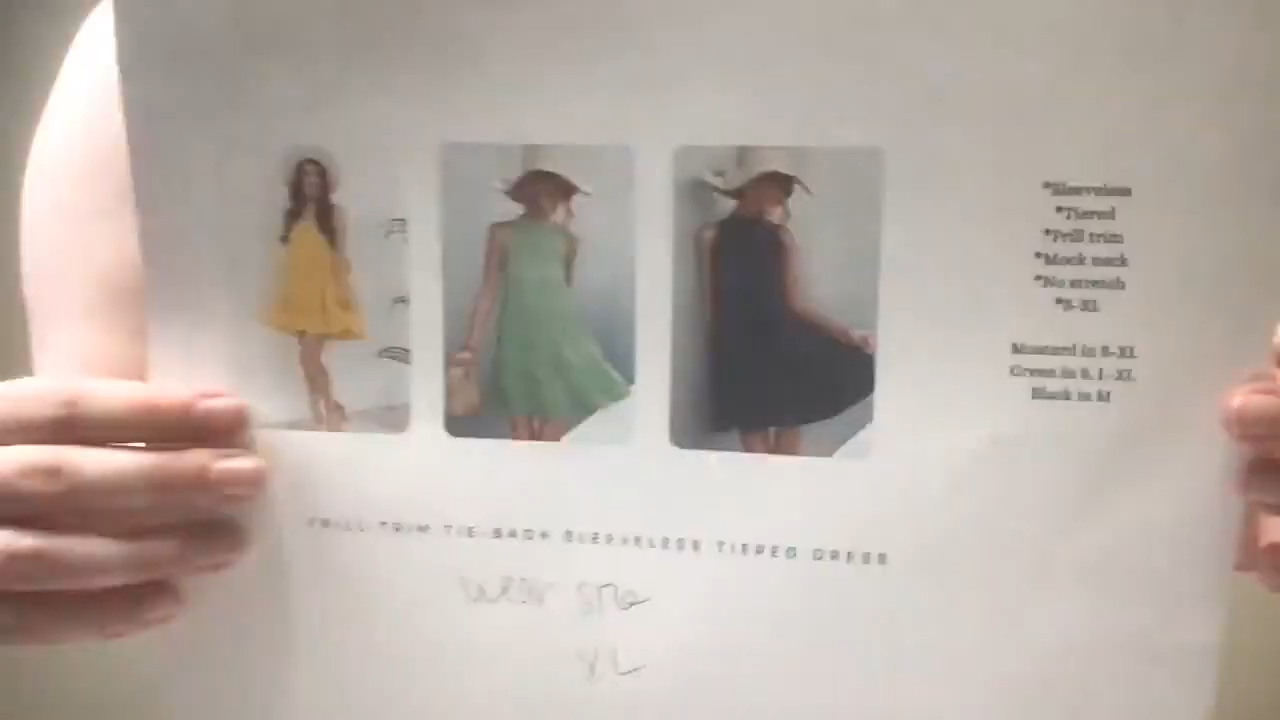 *Sleeveless
*Tiered
*Frill trim
*Mock neck
*No stretch
*S-XL
Mustard in S-XL
Green in S, L-XL
Black in M
FRILL TRIM TIE BACK SLEEVELESS TIERED DRESS
wear
XL